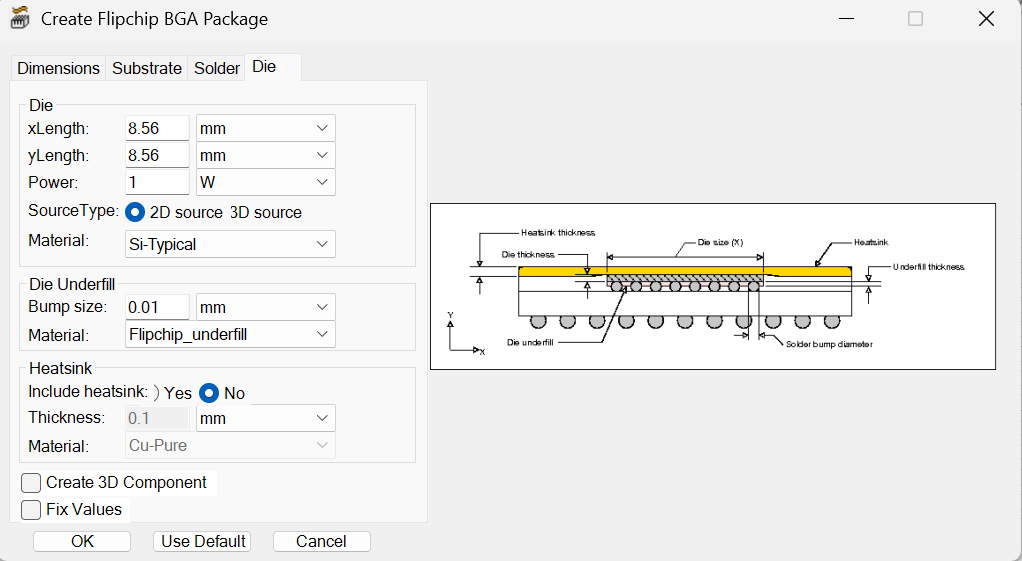 Create Flipchip BGA Package
Dimensions Substrate Solder Die
Die
xLength: 8.56 mm
yLength: 8.56 mm
Power: 1 W
SourceType: 2D source 3D source
Material: Si-Typical
Die Underfill
Bump size: 0.01 mm
Material: Flipchip_underfill
Heatsink
Include heatsink: Yes No
Thickness: 0.1 mm
Material: Cu-Pure
Create 3D Component
Fix Values
OK Use Default Cancel
Heatsink thickness
Die size (X)
Heatsink
Die thickness
Underfill thickness
Y
X
Die underfill
Solder bump diameter